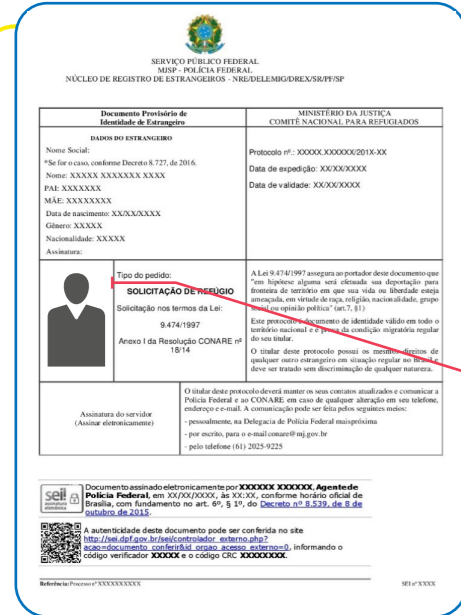 SERVIÇO PÚBLICO FEDERAL
MJSP - POLÍCIA FEDERAL
NÚCLEO DE REGISTRO DE ESTRANGEIROS - NRE/DELEMIG/DREX/SR/PF/SP
Documento Provisório de
Identidade de Estrangeiro
DADOS DO ESTRANGEIRO
Nome Social:
*Se for o caso, conforme Decreto 8.727, de 2016.
Nome: XXXXX XXXXXXX XXXX
PAI: XXXXXXX
MÃE: XXXXXXXX
Data de nascimento: XX/XX/XXXX
Gênero: XXXXX
Nacionalidade: XXXXX
Assinatura:
MINISTÉRIO DA JUSTIÇA
COMITÊ NACIONAL PARA REFUGIADOS
Protocolo nº.: XXXXX.XXXXXX/201X-XX
Data de expedição: XX/XX/XXXX
Data de validade: XX/XX/XXXX
Tipo do pedido:
SOLICITAÇÃO DE REFÚGIO
Solicitação nos termos da Lei:
9.474/1997
Anexo I da Resolução CONARE nº
18/14
A Lei 9.474/1997 assegura ao portador deste documento que
"em hipótese alguma será efetuada sua deportação para
fronteira de território em que sua vida ou liberdade esteja
ameaçada, em virtude de raça, religião, nacionalidade, grupo
social ou opinião política" (art.7, §1)
Este protocolo é documento de identidade válido em todo o
território nacional e é prova da condição migratória regular
do seu titular.
O titular deste protocolo possui os mesmos direitos de
qualquer outro estrangeiro em situação regular no Brasil e
deve ser tratado sem discriminação de qualquer natureza.
Assinatura do servidor
(Assinar eletronicamente)
O titular deste protocolo deverá manter os seus contatos atualizados e comunicar a
Polícia Federal e ao CONARE em caso de qualquer alteração em seu telefone,
endereço e e-mail. A comunicação pode ser feita pelos seguintes meios:
- pessoalmente, na Delegacia de Polícia Federal maispróxima
- por escrito, para o e-mail conare@mj.gov.br
- pelo telefone (61) 2025-9225
sei!
assinatura
eletrônica
Documentoassinadoeletronicamente por XXXXXX XXXXXX, Agentede
Polícia Federal, em XX/XX/XXXX, às XX:XX, conforme horário oficial de
Brasília, com fundamento no art. 6º, § 1º, do Decreto nº 8.539, de 8 de
outubro de 2015.
A autenticidade deste documento pode ser conferida no site
http://sei.dpf.gov.br/sei/controlador_externo.php?
acao=documento_conferir&id_orgao_acesso_externo=0, informando o
código verificador XXXXX e o código CRC XXXXXXXX.
Referência: Processo nº XXXXXXXXXX
SEI nº XXXX